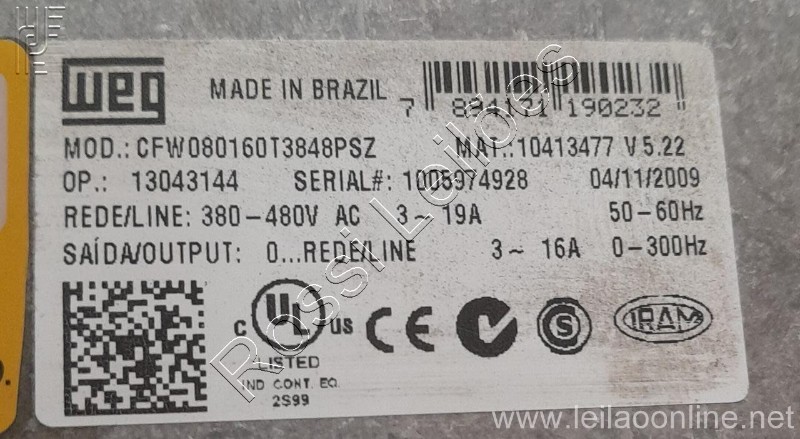 weg MADE IN BRAZIL
7 894171 190232
MOD.: CFW080160T3848PSZ MAT.:10413477 V 5.22
OP.: 13043144 SERIAL#: 1005974928 04/11/2009
REDE/LINE: 380-480V AC 3~ 19A 50-60Hz
SAÍDA/OUTPUT: 0...REDE/LINE 3~ 16A 0-300Hz
C UL US CE N S IRAM
LISTED
IND CONT. EQ.
2S99
Rossi Leilões
www.leilaoonline.net